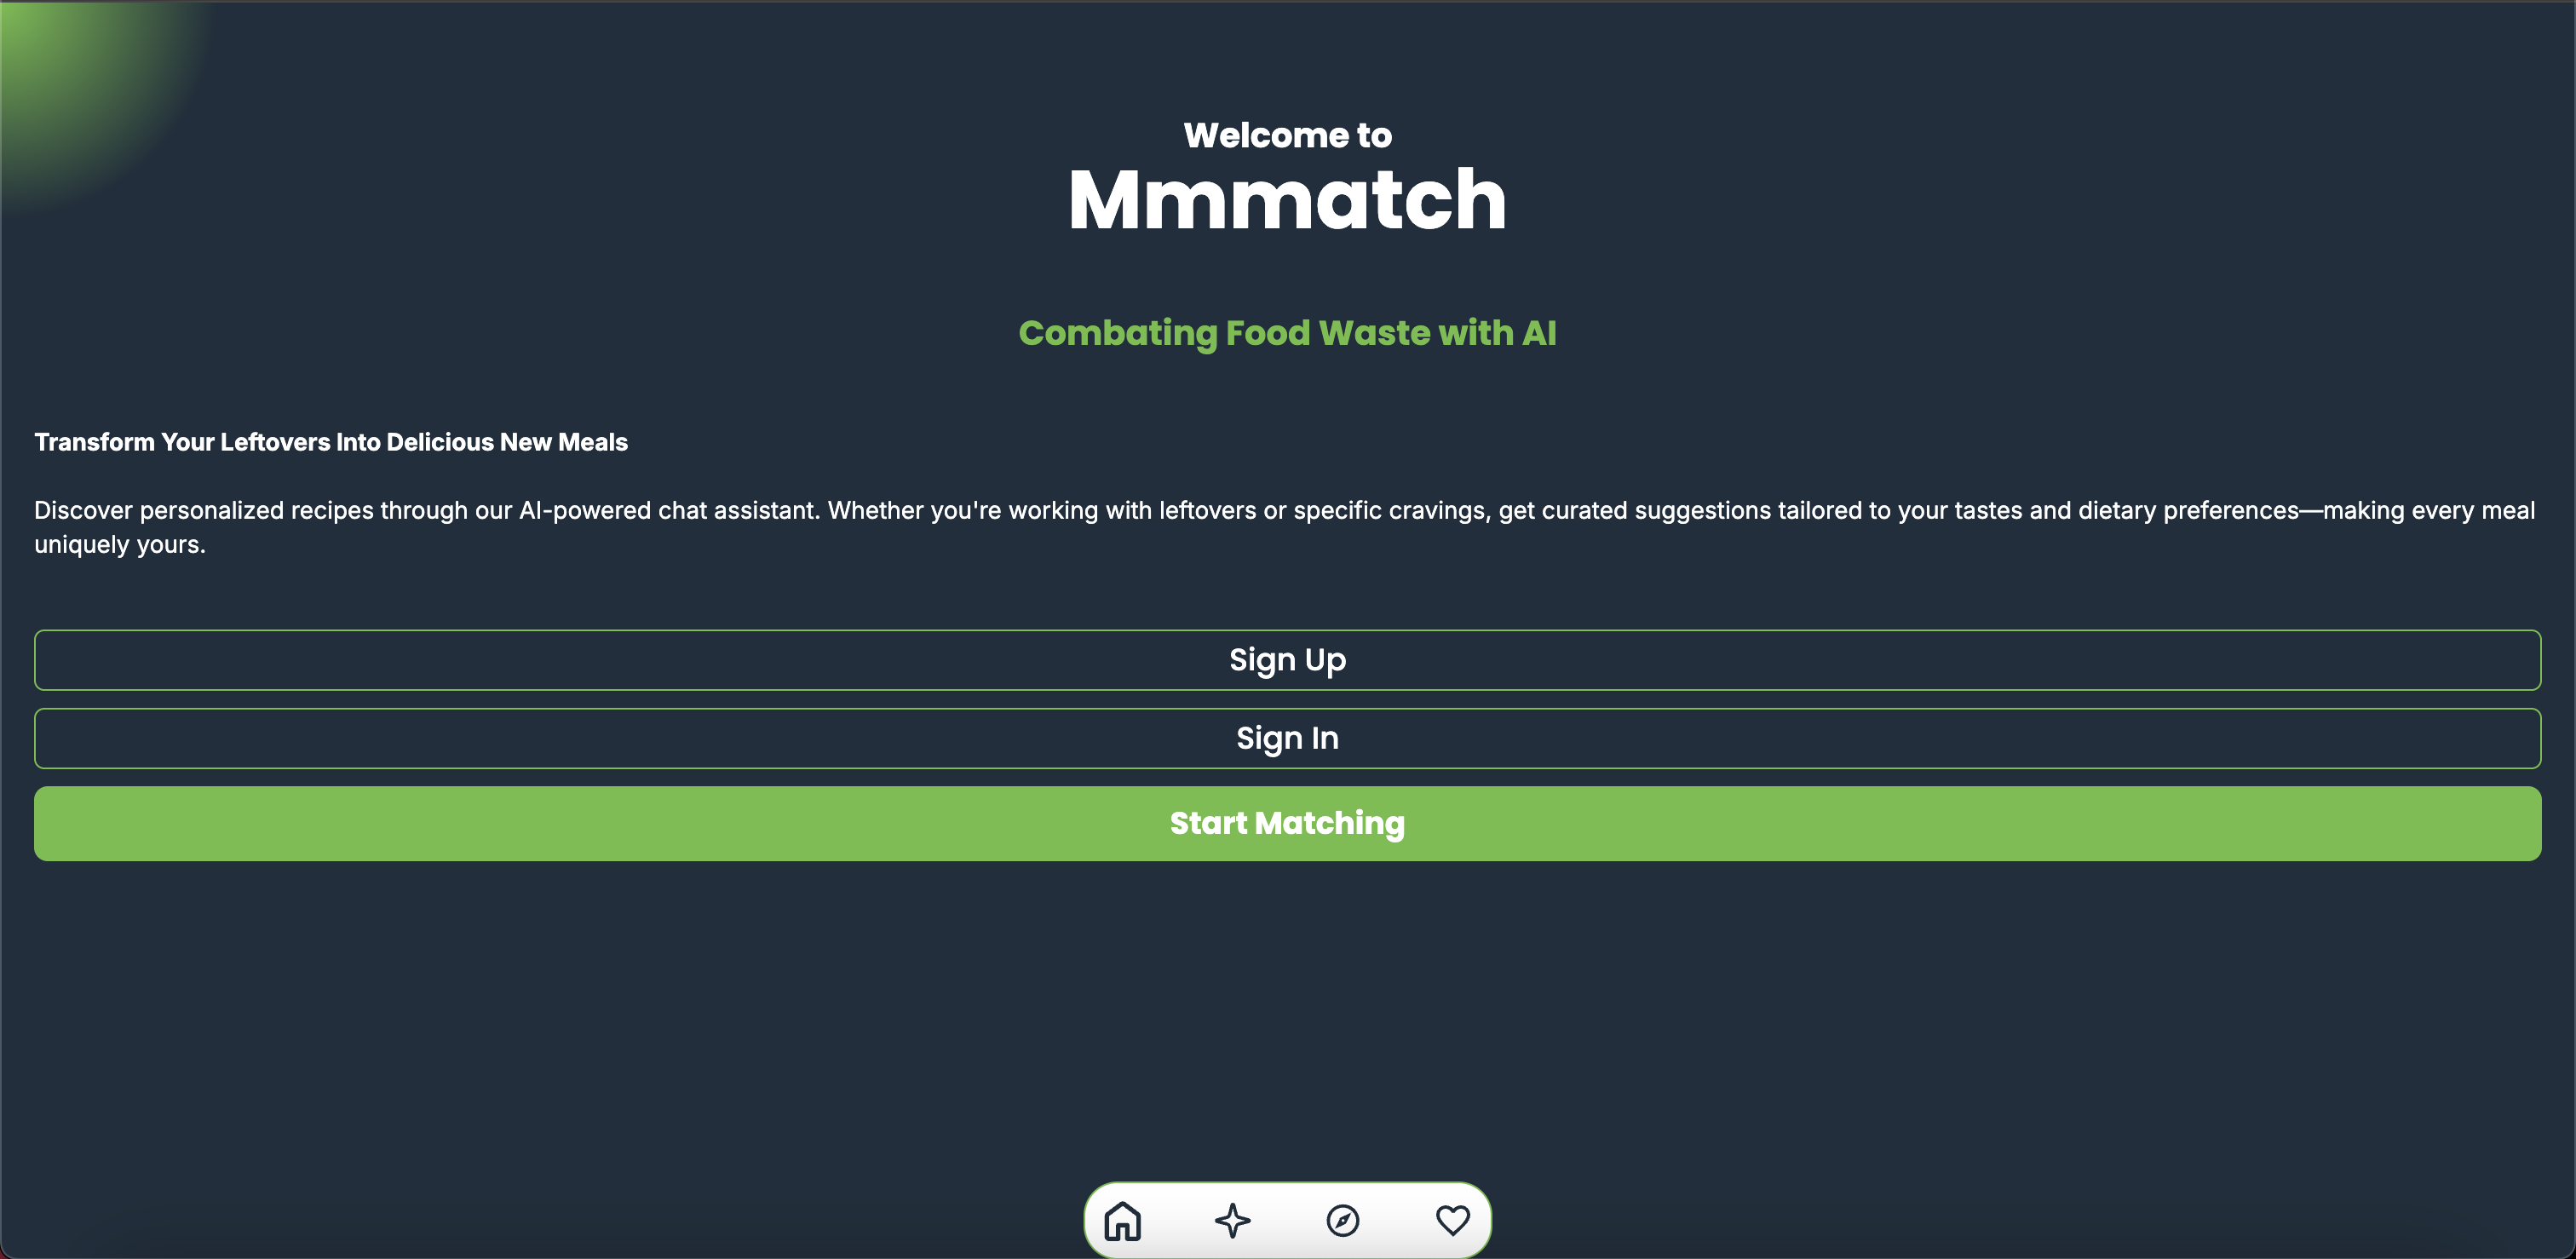 Welcome to
Mmmatch
Combating Food Waste with AI
Transform Your Leftovers Into Delicious New Meals
Discover personalized recipes through our AI-powered chat assistant. Whether you're working with leftovers or specific cravings, get curated suggestions tailored to your tastes and dietary preferences—making every meal
uniquely yours.
Sign Up
Sign In
Start Matching